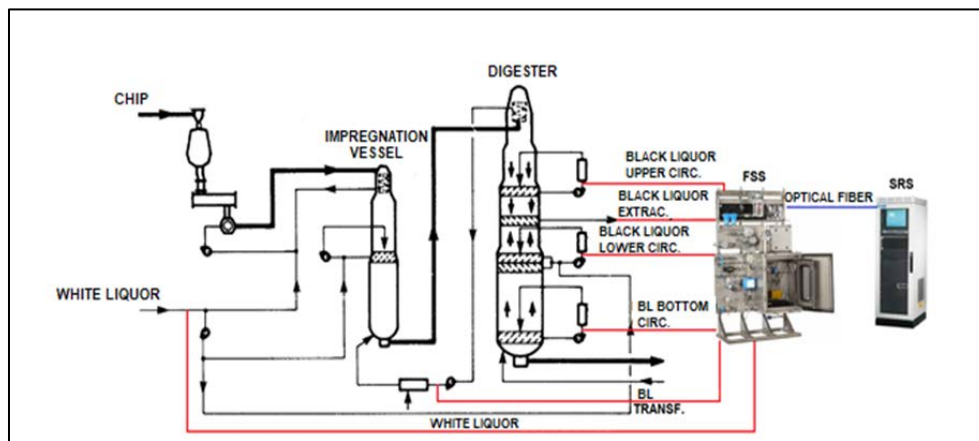 DIGESTER
CHIP
IMPREGNATION
VESSEL
BLACK LIQUOR
UPPER CIRC.
FSS
SRS
BLACK LIQUOR
EXTRAC.
OPTICAL FIBER
BLACK LIQUOR
LOWER CIRC.
WHITE LIQUOR
BL BOTTOM
CIRC.
BL
TRANSF.
WHITE LIQUOR